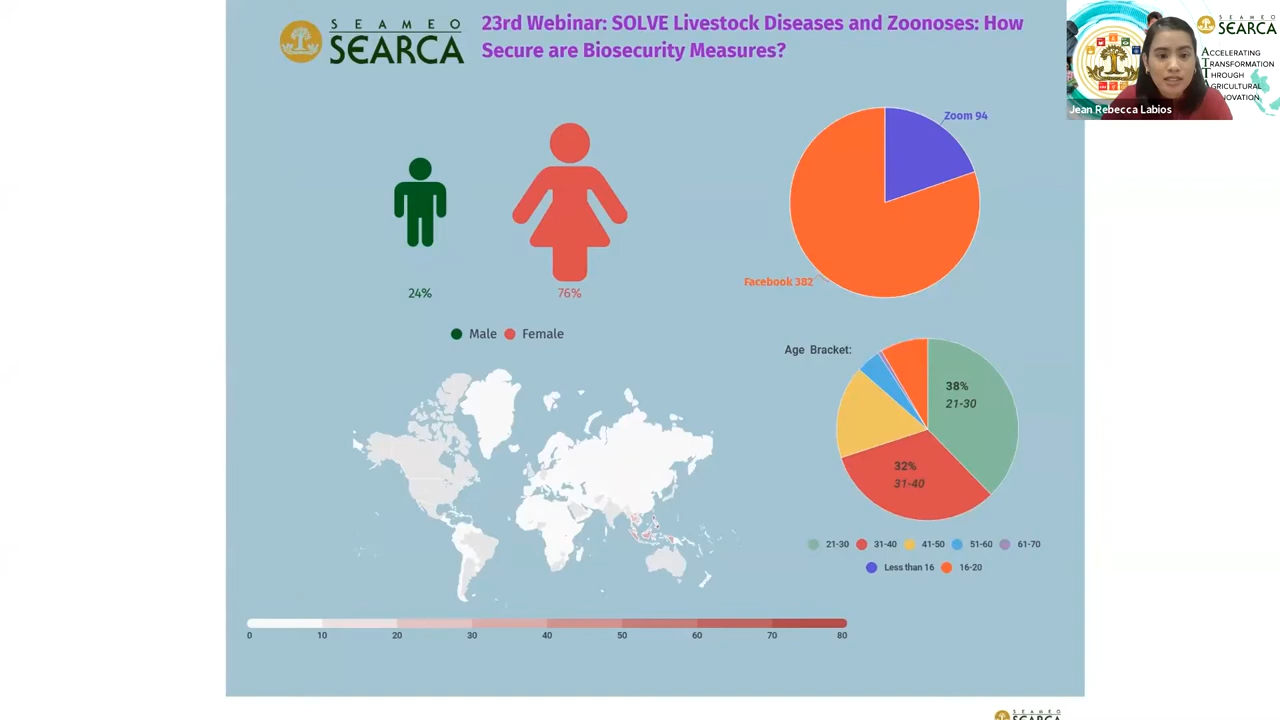 SEAMEO
SEARCA
23rd Webinar: SOLVE Livestock Diseases and Zoonoses: How
Secure are Biosecurity Measures?
SEAMEO
SEARCA
ACCELERATING
TRANSFORMATION
THROUGH
AGRICULTURAL
INNOVATION
Jean Rebecca Labios
Zoom 94
Facebook 382
24%
76%
Male
Female
Age Bracket:
38%
21-30
32%
31-40
21-30
31-40
41-50
51-60
61-70
Less than 16
16-20
0
10
20
30
40
50
60
70
80
SEAMEO
SEARCA